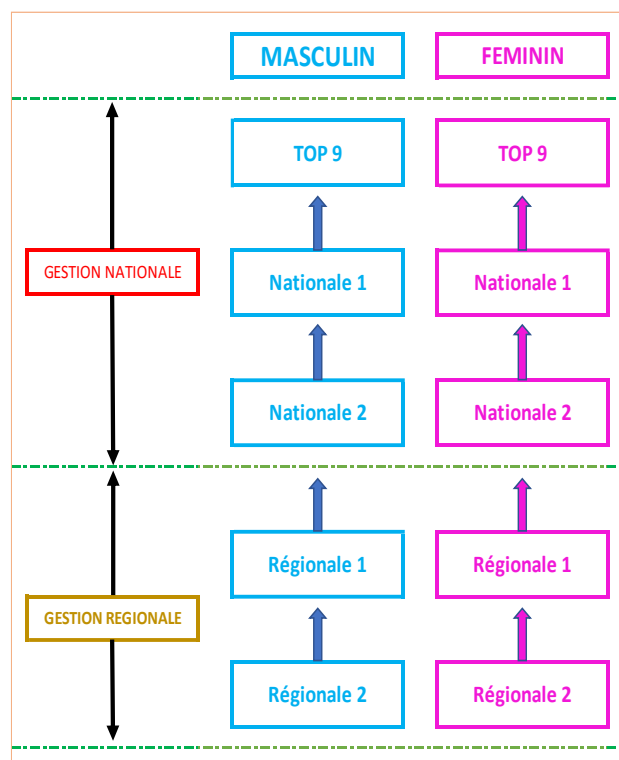 MASCULIN
FEMININ
TOP 9
TOP 9
GESTION NATIONALE
Nationale 1
Nationale 1
Nationale 2
Nationale 2
Régionale 1
Régionale 1
GESTION REGIONALE
Régionale 2
Régionale 2